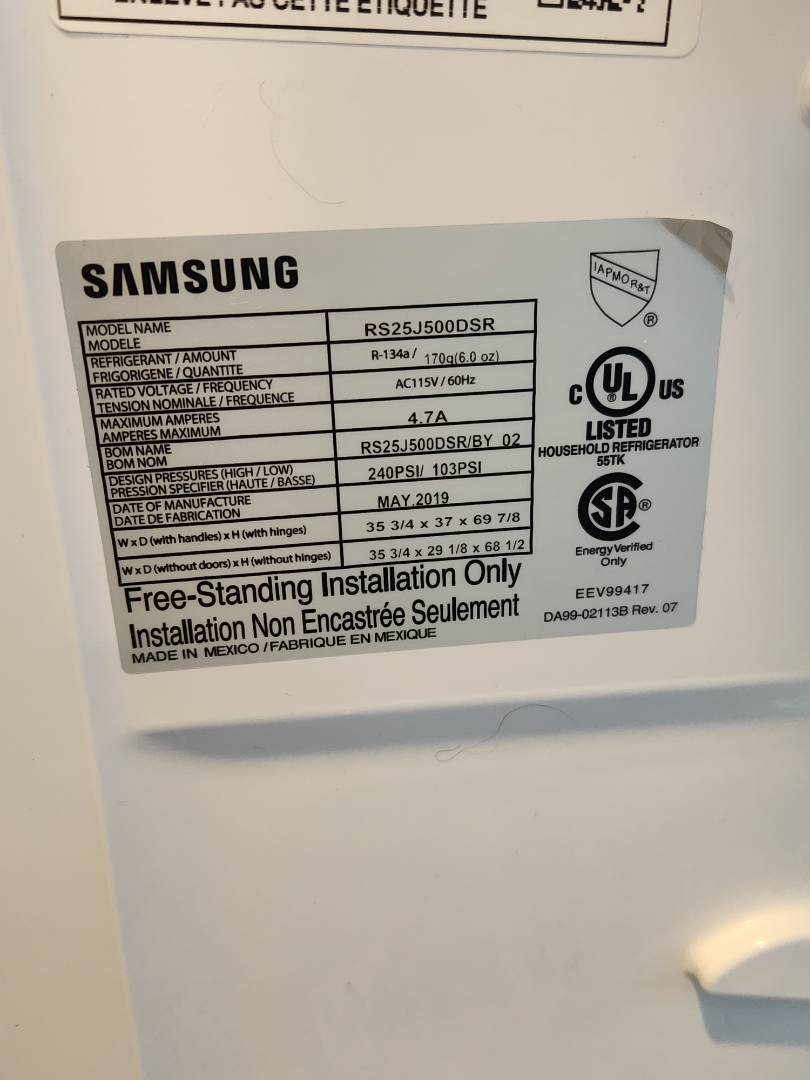 CETTE ETIQUETTE
SAMSUNG
MODEL NAME
MODELE
RS25J500DSR
REFRIGERANT / AMOUNT
FRIGORIGENE / QUANTITE
R-134a / 170g(6.0 oz)
RATED VOLTAGE / FREQUENCY
TENSION NOMINALE / FREQUENCE
AC115V / 60Hz
MAXIMUM AMPERES
AMPERES MAXIMUM
4.7A
BOM NAME
BOM NOM
RS25J500DSR/BY 02
DESIGN PRESSURES (HIGH / LOW)
PRESSION SPECIFIER (HAUTE / BASSE)
240PSI/ 103PSI
DATE OF MANUFACTURE
DATE DE FABRICATION
MAY.2019
W x D (with handles) x H (with hinges)
35 3/4 x 37 x 69 7/8
W x D (without doors) x H (without hinges)
35 3/4 x 29 1/8 x 68 1/2
Free-Standing Installation Only
Installation Non Encastrée Seulement
MADE IN MEXICO / FABRIQUE EN MEXIQUE
IAPMO R&T
®
C UL US
®
LISTED
HOUSEHOLD REFRIGERATOR
55TK
SA ®
Energy Verified
Only
EEV99417
DA99-02113B Rev. 07